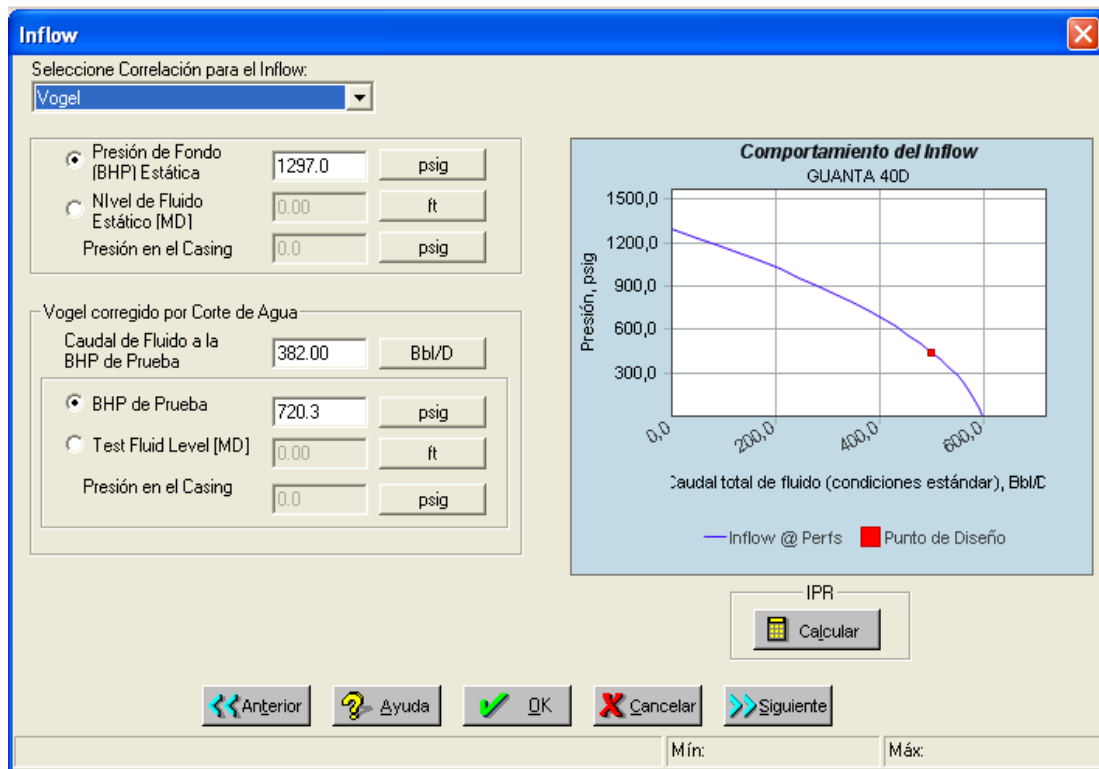 Inflow
Seleccione Correlación para el Inflow:
Vogel
Presión de Fondo
(BHP) Estática
1297.0
psig
NIvel de Fluido
Estático [MD]
0.00
ft
Presión en el Casing
0.0
psig
Vogel corregido por Corte de Agua
Caudal de Fluido a la
BHP de Prueba
382.00
Bbl/D
BHP de Prueba
720.3
psig
Test Fluid Level [MD]
0.00
ft
Presión en el Casing
0.0
psig
Comportamiento del Inflow
GUANTA 40D
Presión, psig
1500,0
1200,0
900,0
600,0
300,0
0,0
200,0
400,0
600,0
Caudal total de fluido (condiciones estándar), Bbl/D
Inflow @ Perfs
Punto de Diseño
IPR
Calcular
Anterior
Ayuda
OK
Cancelar
Siguiente
Mín:
Máx: